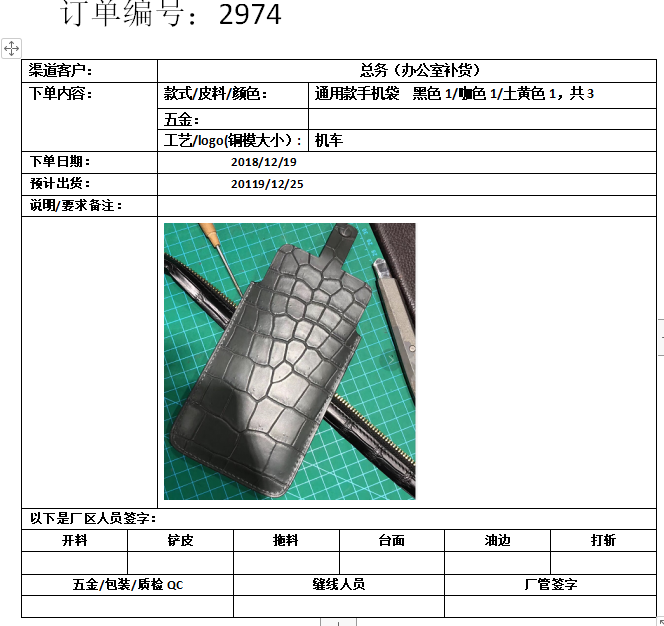 订单编号：2974
渠道客户： 总务（办公室补货）
下单内容： 款式/皮料/颜色： 通用款手机袋 黑色 1/咖色 1/土黄色 1，共 3
五金：
工艺/logo(铜模大小)： 机车
下单日期： 2018/12/19
预计出货： 20119/12/25
说明/要求备注：
以下是厂区人员签字：
开料 铲皮 拖料 台面 油边 打斩
五金/包装/质检 QC 缝线人员 厂管签字